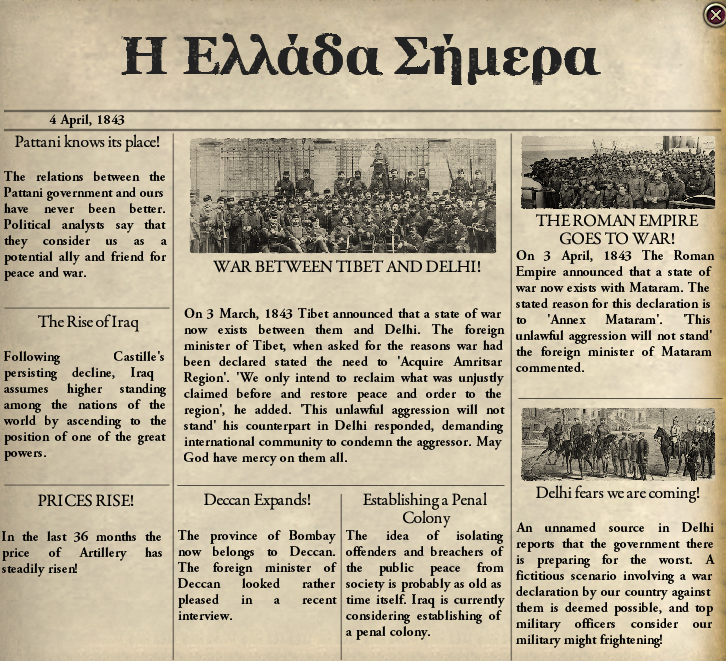 Η Ελλάδα Σήμερα
4 April, 1843
Pattani knows its place!
The relations between the
Pattani government and ours
have never been better.
Political analysts say that
they consider us as a
potential ally and friend for
peace and war.
The Rise of Iraq
Following Castille's
persisting decline, Iraq
assumes higher standing
among the nations of the
world by ascending to the
position of one of the great
powers.
PRICES RISE!
In the last 36 months the
price of Artillery has
steadily risen!
WAR BETWEEN TIBET AND DELHI!
On 3 March, 1843 Tibet announced that a state of war
now exists between them and Delhi. The foreign
minister of Tibet, when asked for the reasons war had
been declared stated the need to 'Acquire Amritsar
Region'. 'We only intend to reclaim what was unjustly
claimed before and restore peace and order to the
region', he added. 'This unlawful aggression will not
stand' his counterpart in Delhi responded, demanding
international community to condemn the aggressor. May
God have mercy on them all.
Deccan Expands!
The province of Bombay
now belongs to Deccan.
The foreign minister of
Deccan looked rather
pleased in a recent
interview.
Establishing a Penal
Colony
The idea of isolating
offenders and breachers of
the public peace from
society is probably as old as
time itself. Iraq is currently
considering establishing of
a penal colony.
THE ROMAN EMPIRE
GOES TO WAR!
On 3 April, 1843 The Roman
Empire announced that a state of
war now exists with Mataram. The
stated reason for this declaration is
to 'Annex Mataram'. 'This
unlawful aggression will not stand'
the foreign minister of Mataram
commented.
Delhi fears we are coming!
An unnamed source in Delhi
reports that the government there
is preparing for the worst. A
fictitious scenario involving a war
declaration by our country against
them is deemed possible, and top
military officers consider our
military might frightening!